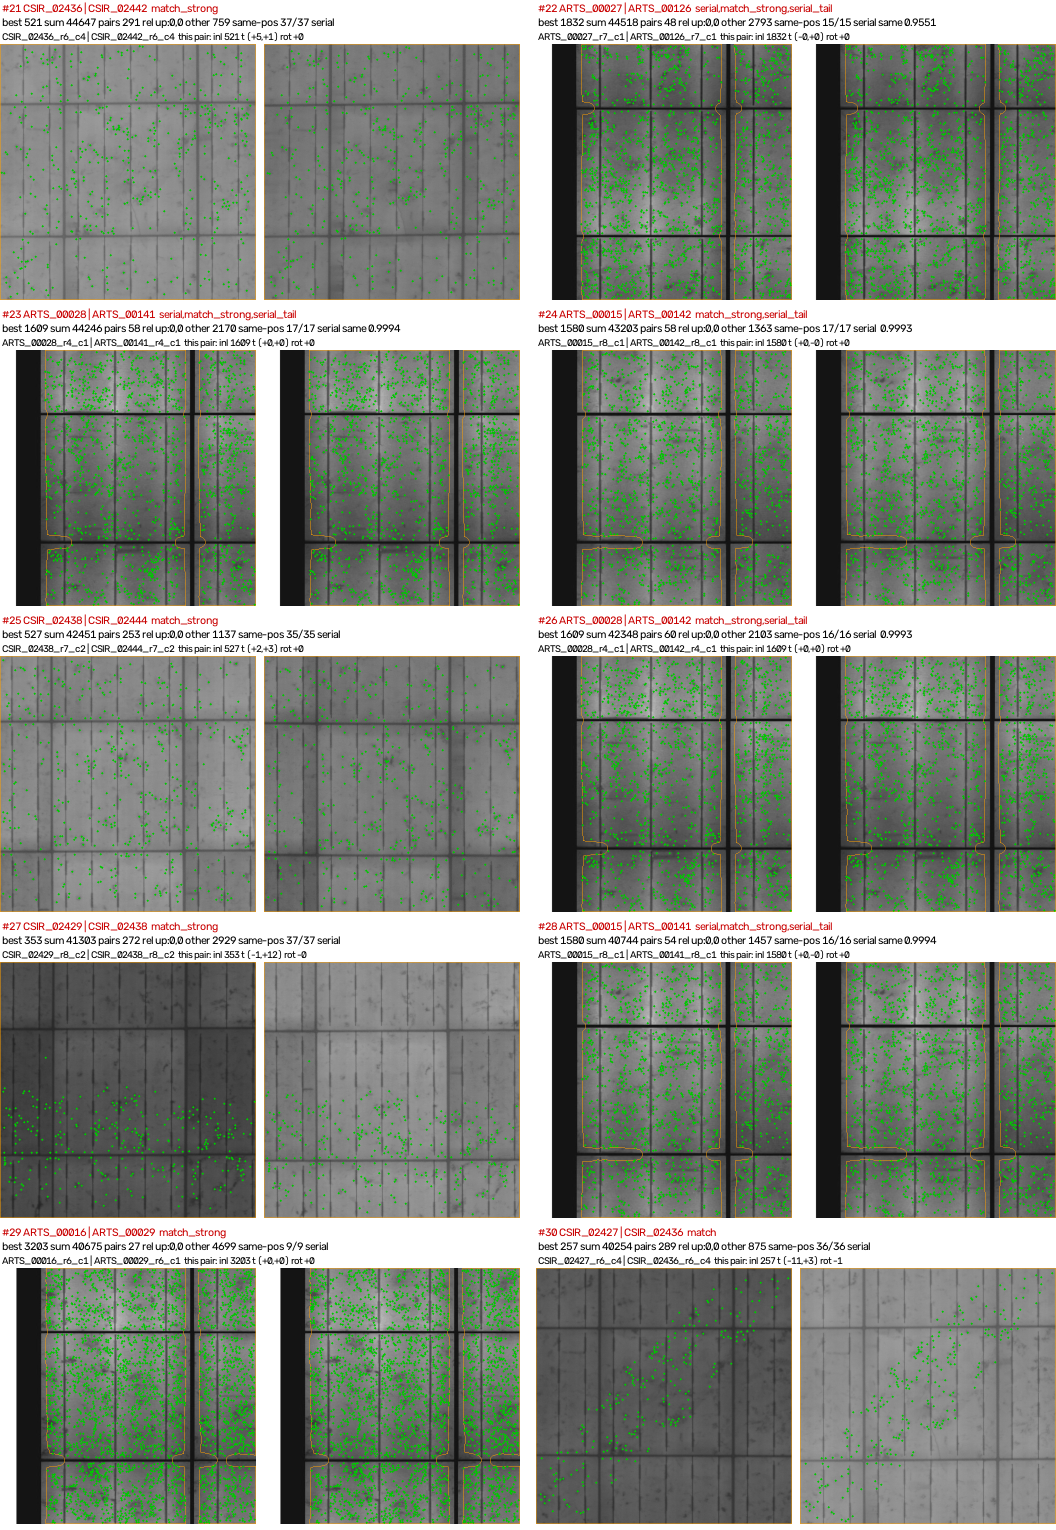 #21 CSIR_02436 | CSIR_02442 match_strong
best 521 sum 44647 pairs 291 rel up:0,0 other 759 same-pos 37/37 serial
CSIR_02436_r6_c4 | CSIR_02442_r6_c4 this pair: inl 521 t (+5,+1) rot +0
#22 ARTS_00027 | ARTS_00126 serial,match_strong,serial_tail
best 1832 sum 44518 pairs 48 rel up:0,0 other 2793 same-pos 15/15 serial same 0.9551
ARTS_00027_r7_c1 | ARTS_00126_r7_c1 this pair: inl 1832 t (-0,+0) rot +0
#23 ARTS_00028 | ARTS_00141 serial,match_strong,serial_tail
best 1609 sum 44246 pairs 58 rel up:0,0 other 2170 same-pos 17/17 serial same 0.9994
ARTS_00028_r4_c1 | ARTS_00141_r4_c1 this pair: inl 1609 t (+0,+0) rot +0
#24 ARTS_00015 | ARTS_00142 match_strong,serial_tail
best 1580 sum 43203 pairs 58 rel up:0,0 other 1363 same-pos 17/17 serial 0.9993
ARTS_00015_r8_c1 | ARTS_00142_r8_c1 this pair: inl 1580 t (+0,-0) rot +0
#25 CSIR_02438 | CSIR_02444 match_strong
best 527 sum 42451 pairs 253 rel up:0,0 other 1137 same-pos 35/35 serial
CSIR_02438_r7_c2 | CSIR_02444_r7_c2 this pair: inl 527 t (+2,+3) rot +0
#26 ARTS_00028 | ARTS_00142 match_strong,serial_tail
best 1609 sum 42348 pairs 60 rel up:0,0 other 2103 same-pos 16/16 serial 0.9993
ARTS_00028_r4_c1 | ARTS_00142_r4_c1 this pair: inl 1609 t (+0,+0) rot +0
#27 CSIR_02429 | CSIR_02438 match_strong
best 353 sum 41303 pairs 272 rel up:0,0 other 2929 same-pos 37/37 serial
CSIR_02429_r8_c2 | CSIR_02438_r8_c2 this pair: inl 353 t (-1,+12) rot -0
#28 ARTS_00015 | ARTS_00141 serial,match_strong,serial_tail
best 1580 sum 40744 pairs 54 rel up:0,0 other 1457 same-pos 16/16 serial same 0.9994
ARTS_00015_r8_c1 | ARTS_00141_r8_c1 this pair: inl 1580 t (+0,-0) rot +0
#29 ARTS_00016 | ARTS_00029 match_strong
best 3203 sum 40675 pairs 27 rel up:0,0 other 4699 same-pos 9/9 serial
ARTS_00016_r6_c1 | ARTS_00029_r6_c1 this pair: inl 3203 t (+0,+0) rot +0
#30 CSIR_02427 | CSIR_02436 match
best 257 sum 40254 pairs 289 rel up:0,0 other 875 same-pos 36/36 serial
CSIR_02427_r6_c4 | CSIR_02436_r6_c4 this pair: inl 257 t (-11,+3) rot -1